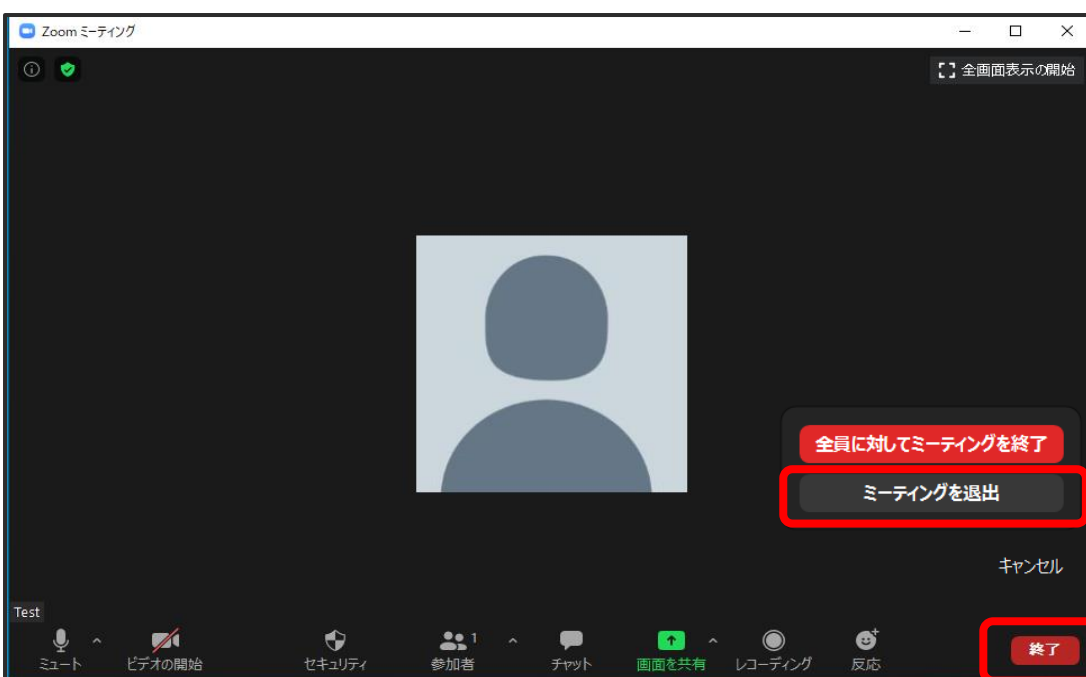 Zoom ミーティング
全画面表示の開始
全員に対してミーティングを終了
ミーティングを退出
キャンセル
Test
ミュート
ビデオの開始
セキュリティ
1
参加者
チャット
画面を共有
レコーディング
反応
終了